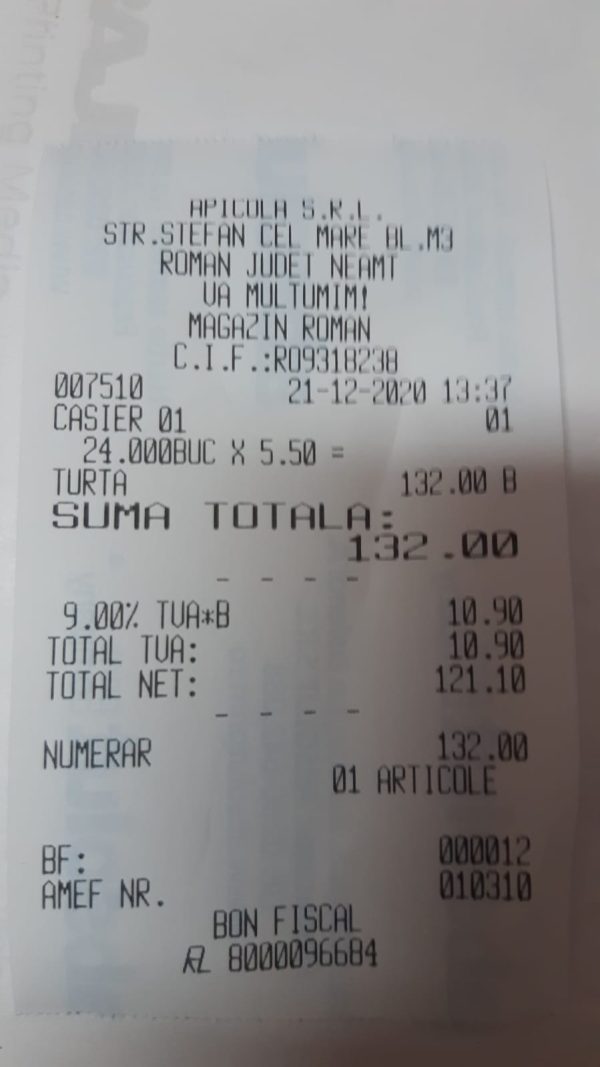 APICULA S.R.L.
STR.STEFAN CEL MARE BL.M3
ROMAN JUDET NEAMT
VA MULTUMIM!
MAGAZIN ROMAN
C.I.F.:RO9318238
007510 21-12-2020 13:37
CASIER 01 01
24.000BUC X 5.50 =
TURTA 132.00 B
SUMA TOTALA:
132.00
- - - -
9.00% TVA*B 10.90
TOTAL TVA: 10.90
TOTAL NET: 121.10
- - - -
NUMERAR 132.00
01 ARTICOLE
BF: 000012
AMEF NR. 010310
BON FISCAL
8000096684